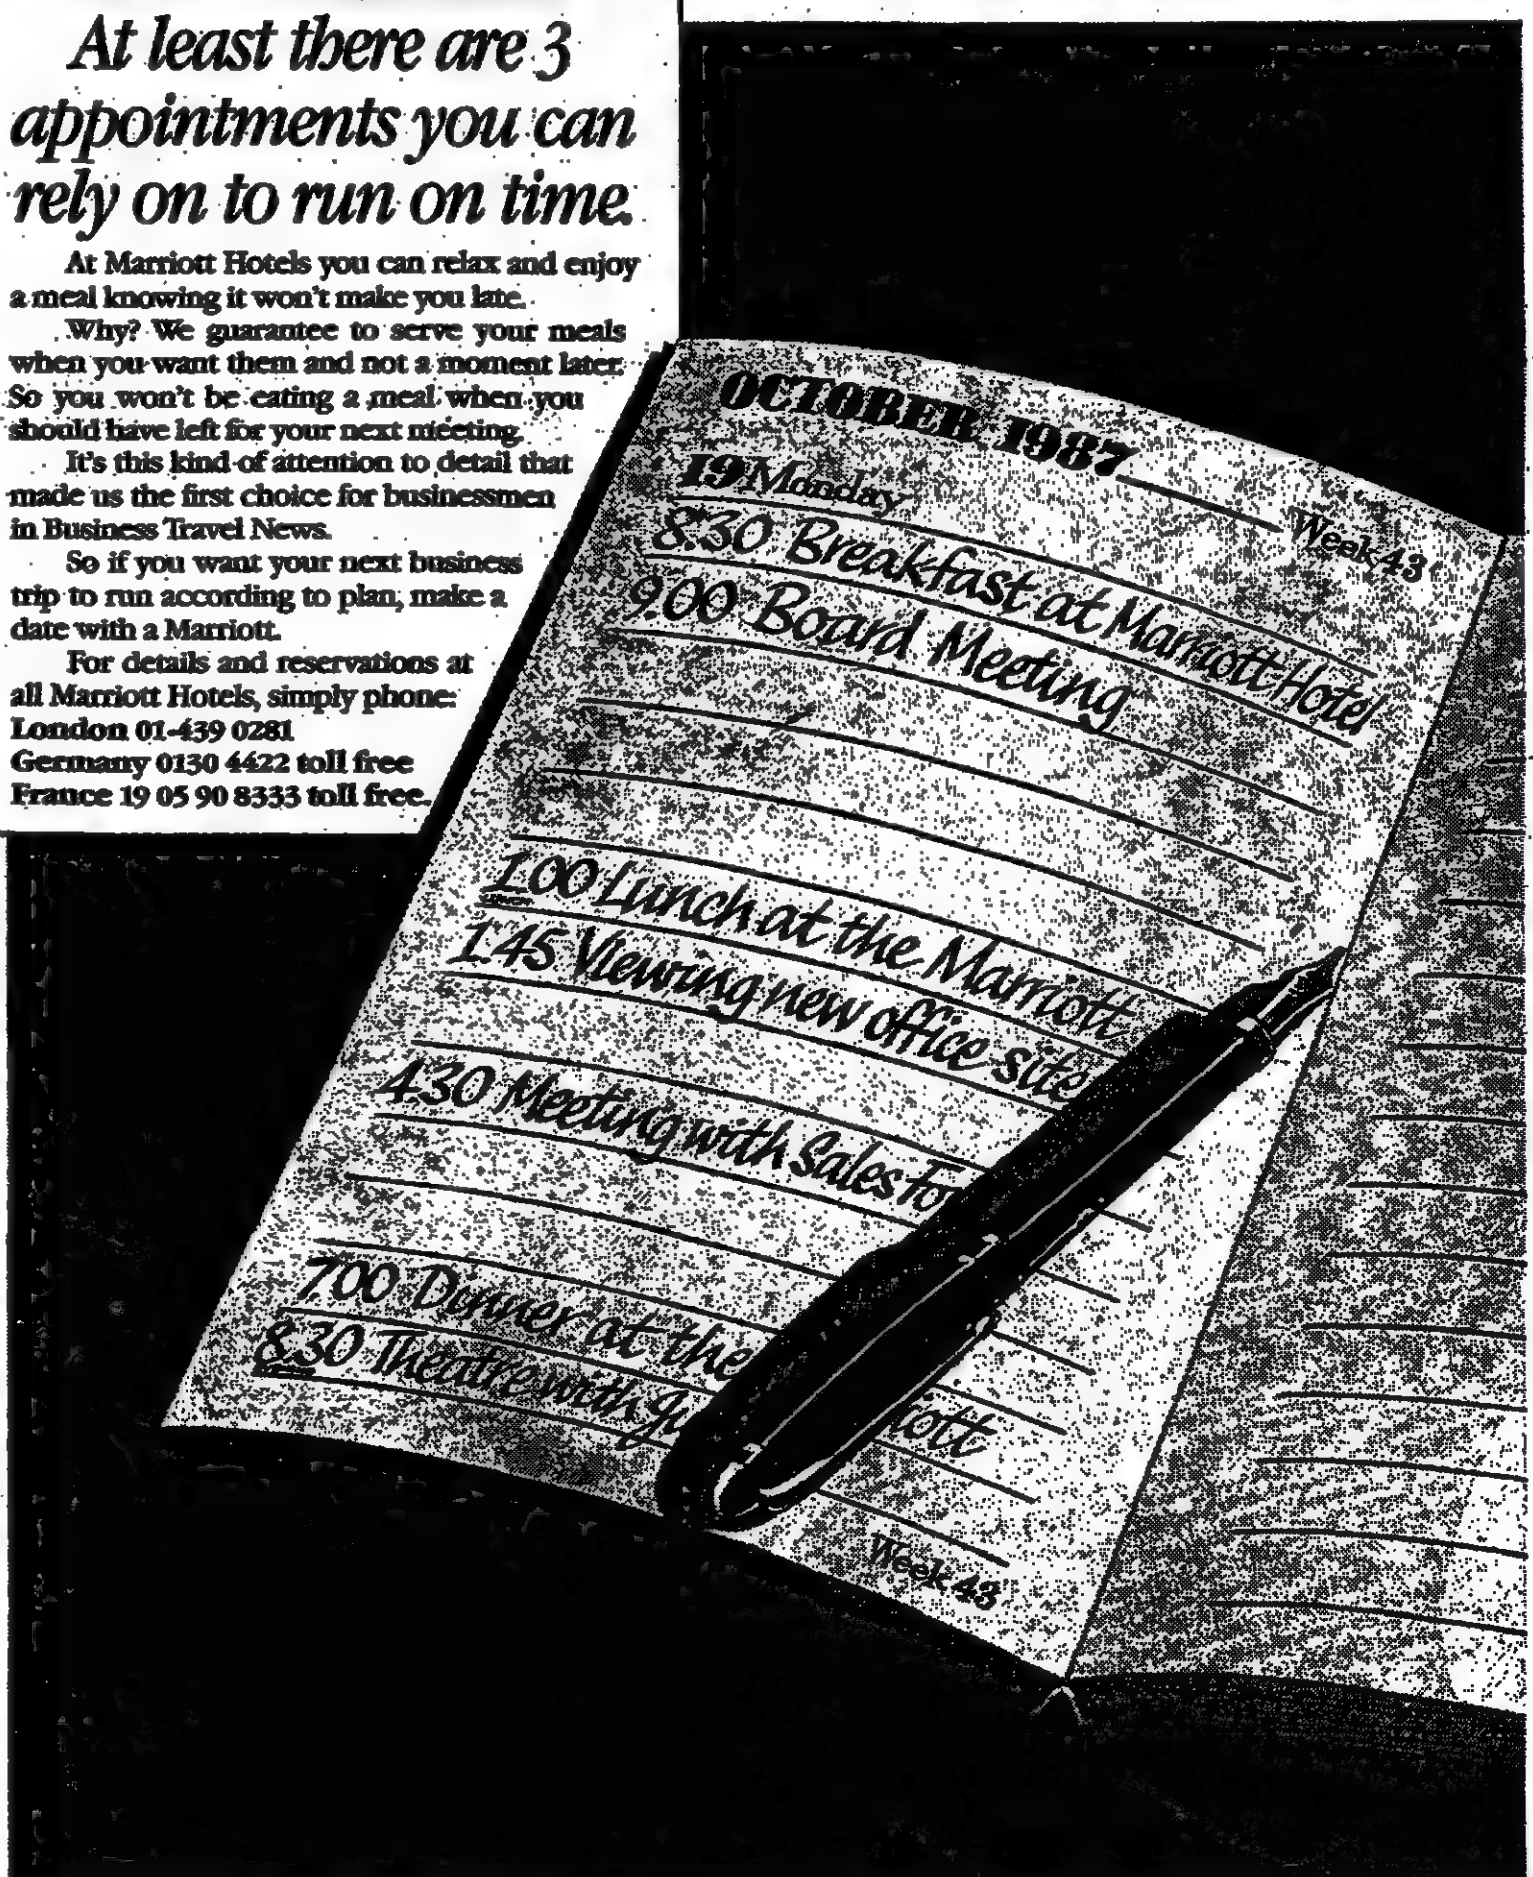 At least there are 3
appointments you can
rely on to run on time.
At Marriott Hotels you can relax and enjoy
a meal knowing it won't make you late.
Why? We guarantee to serve your meals
when you want them and not a moment later.
So you won't be eating a meal when you
should have left for your next meeting.
It's this kind of attention to detail that
made us the first choice for businessmen
in Business Travel News.
So if you want your next business
trip to run according to plan, make a
date with a Marriott.
For details and reservations at
all Marriott Hotels, simply phone:
London 01-439 0281
Germany 0130 4422 toll free
France 19 05 90 8333 toll free.
OCTOBER 1987
Week 43
19 Monday
8.30 Breakfast at Marriott Hotel
9.00 Board Meeting
1.00 Lunch at the Marriott
1.45 Viewing new office site
4.30 Meeting with Sales For
7.00 Dinner at the iott
8.30 Theatre with gu
Week 43